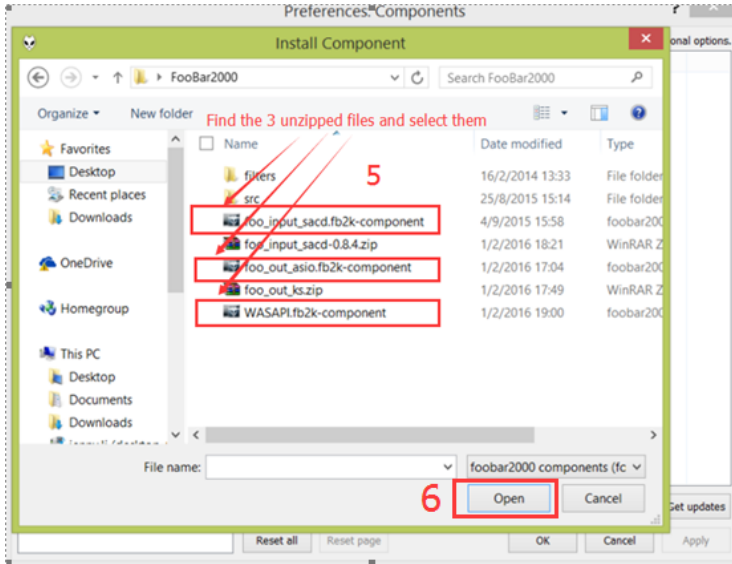 Preferences: Components
?
Install Component
onal options.
FooBar2000
Search FooBar2000
Organize
New folder
Find the 3 unzipped files and select them
Favorites
Name
Date modified
Type
Desktop
filters
16/2/2014 13:33
File folder
5
Recent places
src
25/8/2015 15:14
File folder
Downloads
foo_input_sacd.fb2k-component
4/9/2015 15:58
foobar200
foo_input_sacd-0.8.4.zip
1/2/2016 18:21
WinRAR Z
OneDrive
foo_out_asio.fb2k-component
1/2/2016 17:04
foobar200
foo_out_ks.zip
1/2/2016 17:49
WinRAR Z
Homegroup
WASAPI.fb2k-component
1/2/2016 19:00
foobar200
This PC
Desktop
Documents
Downloads
File name:
foobar2000 components (fc
6
Open
Cancel
Get updates
Reset all
Reset page
OK
Cancel
Apply